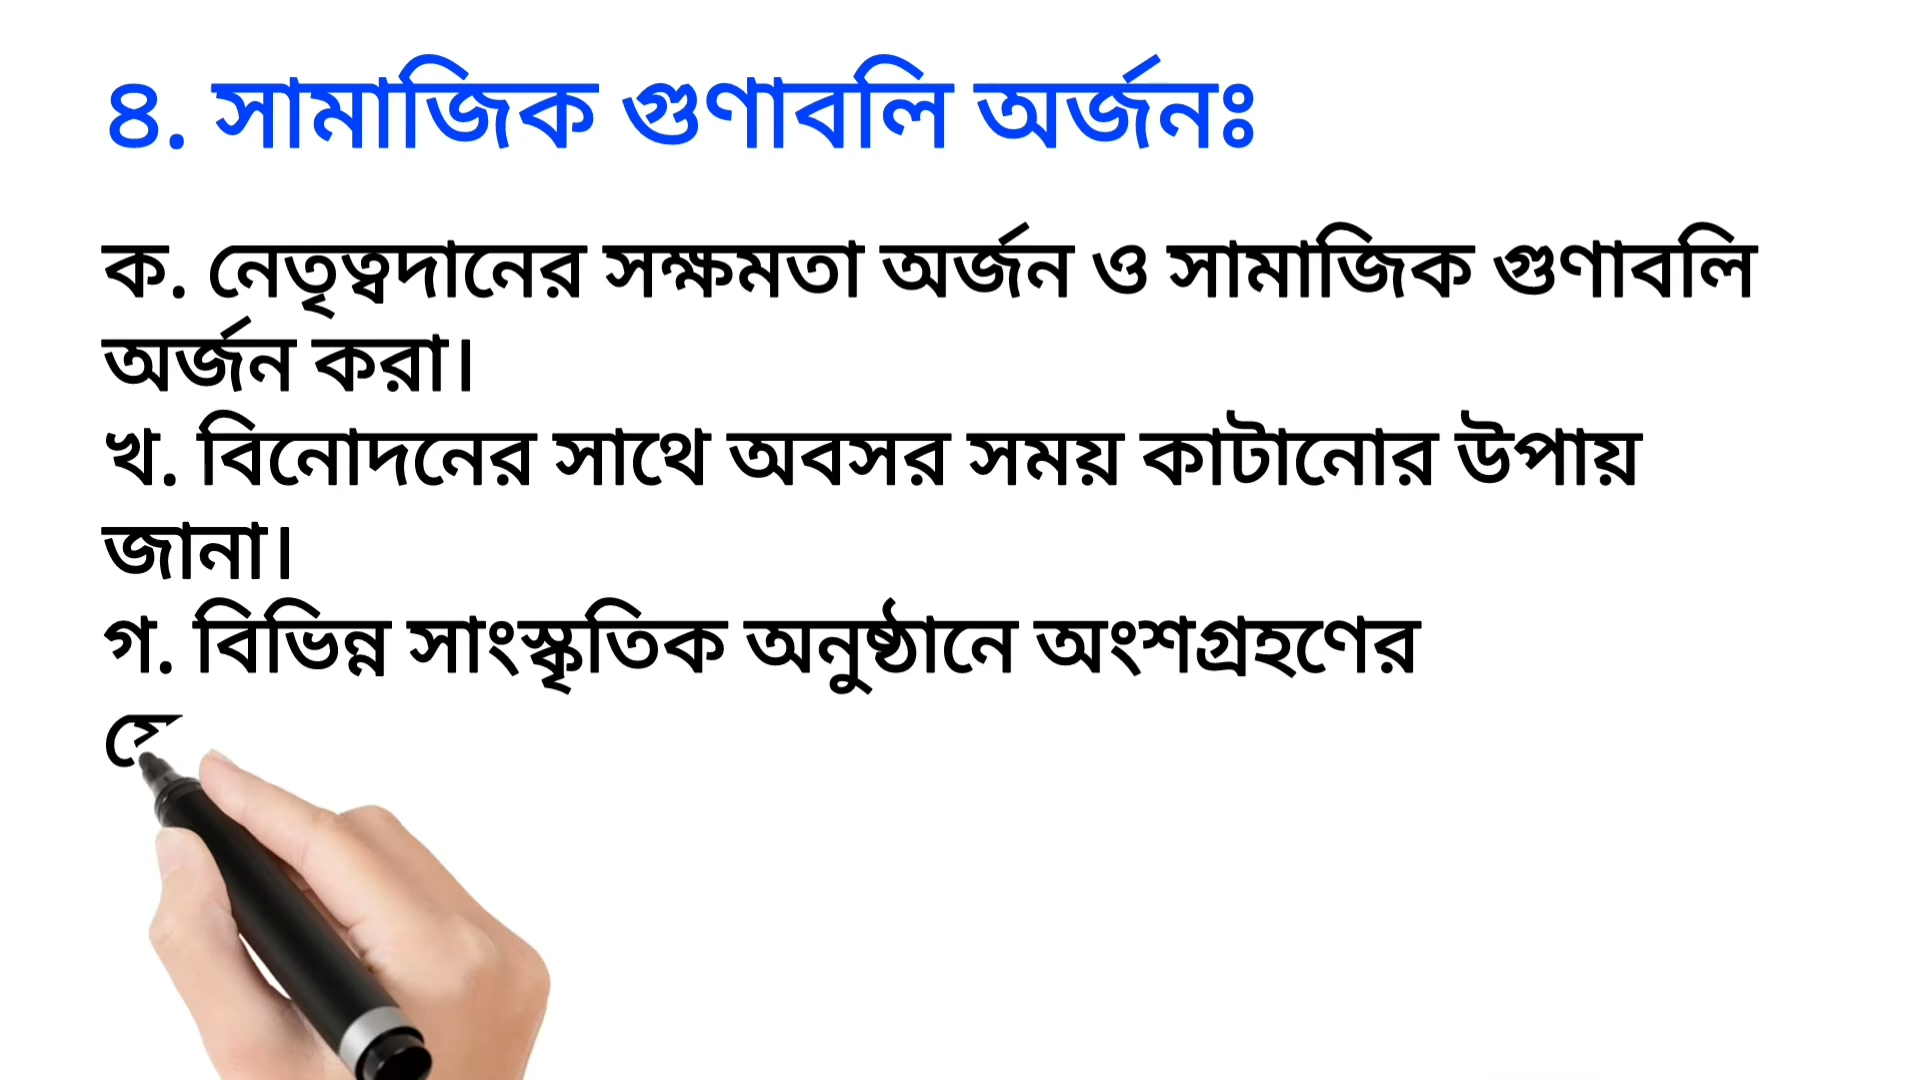 ৪. সামাজিক গুণাবলি অর্জনঃ
ক. নেতৃত্বদানের সক্ষমতা অর্জন ও সামাজিক গুণাবলি
অর্জন করা।
খ. বিনোদনের সাথে অবসর সময় কাটানোর উপায়
জানা।
গ. বিভিন্ন সাংস্কৃতিক অনুষ্ঠানে অংশগ্রহণের